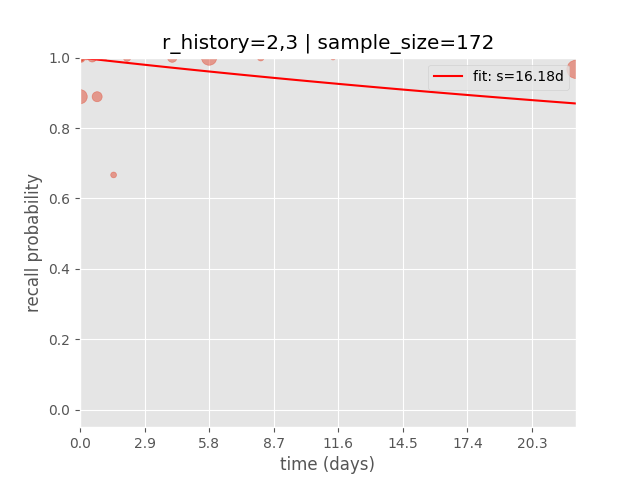 r_history=2,3 | sample_size=172
fit: s=16.18d
recall probability
1.0
0.8
0.6
0.4
0.2
0.0
0.0 2.9 5.8 8.7 11.6 14.5 17.4 20.3
time (days)